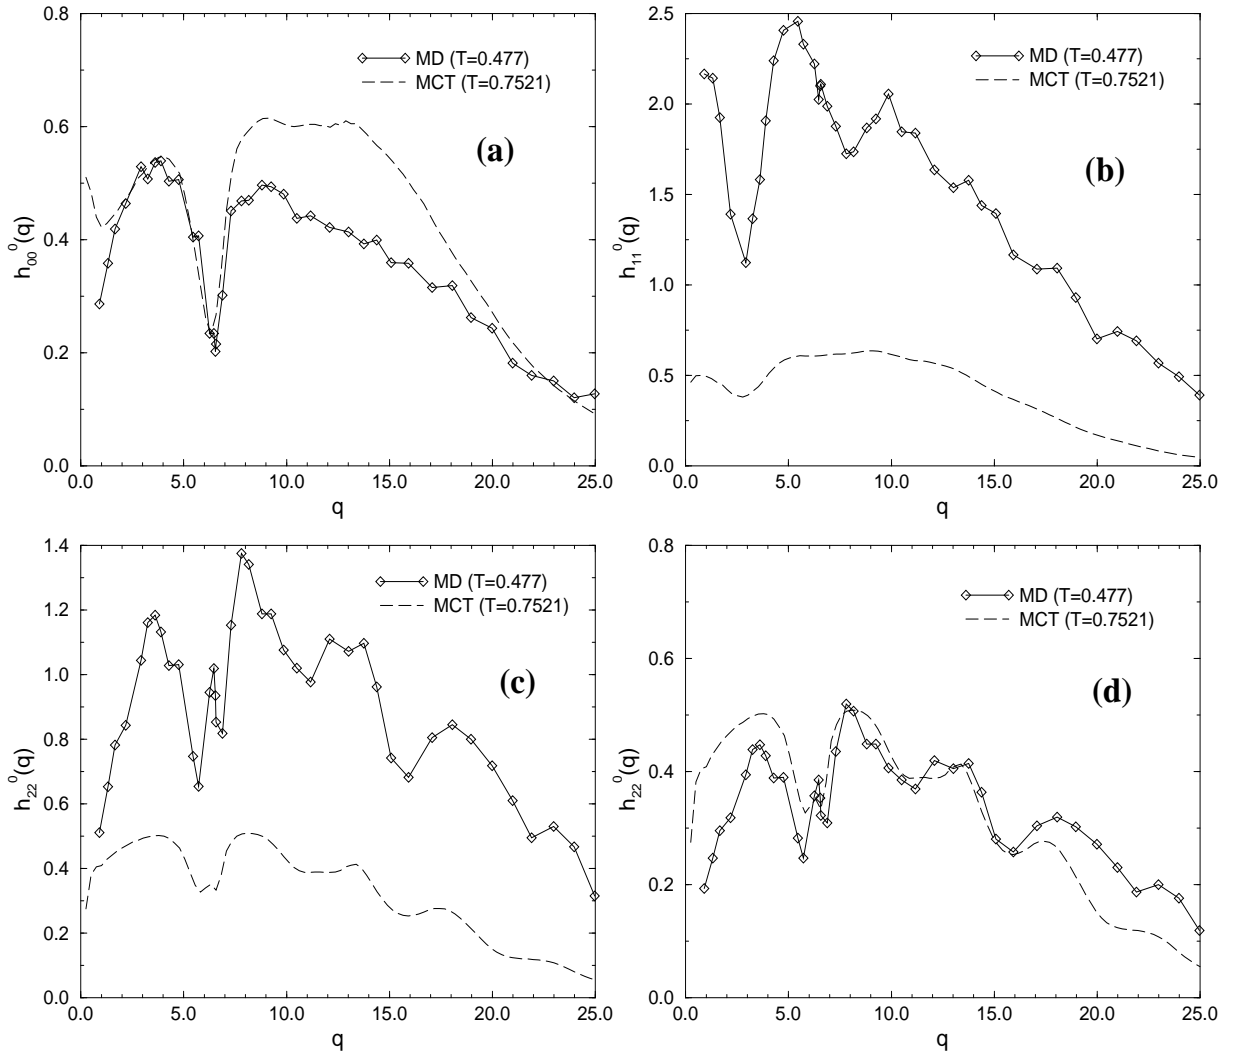 0.8
0.6
0.4
0.2
0.0
h₀₀⁰(q)
MD (T=0.477)
MCT (T=0.7521)
(a)
0.0 5.0 10.0 15.0 20.0 25.0
q
2.5
2.0
1.5
1.0
0.5
0.0
h₁₁⁰(q)
MD (T=0.477)
MCT (T=0.7521)
(b)
0.0 5.0 10.0 15.0 20.0 25.0
q
1.4
1.2
1.0
0.8
0.6
0.4
0.2
0.0
h₂₂⁰(q)
MD (T=0.477)
MCT (T=0.7521)
(c)
0.0 5.0 10.0 15.0 20.0 25.0
q
0.8
0.6
0.4
0.2
0.0
h₂₂⁰(q)
MD (T=0.477)
MCT (T=0.7521)
(d)
0.0 5.0 10.0 15.0 20.0 25.0
q